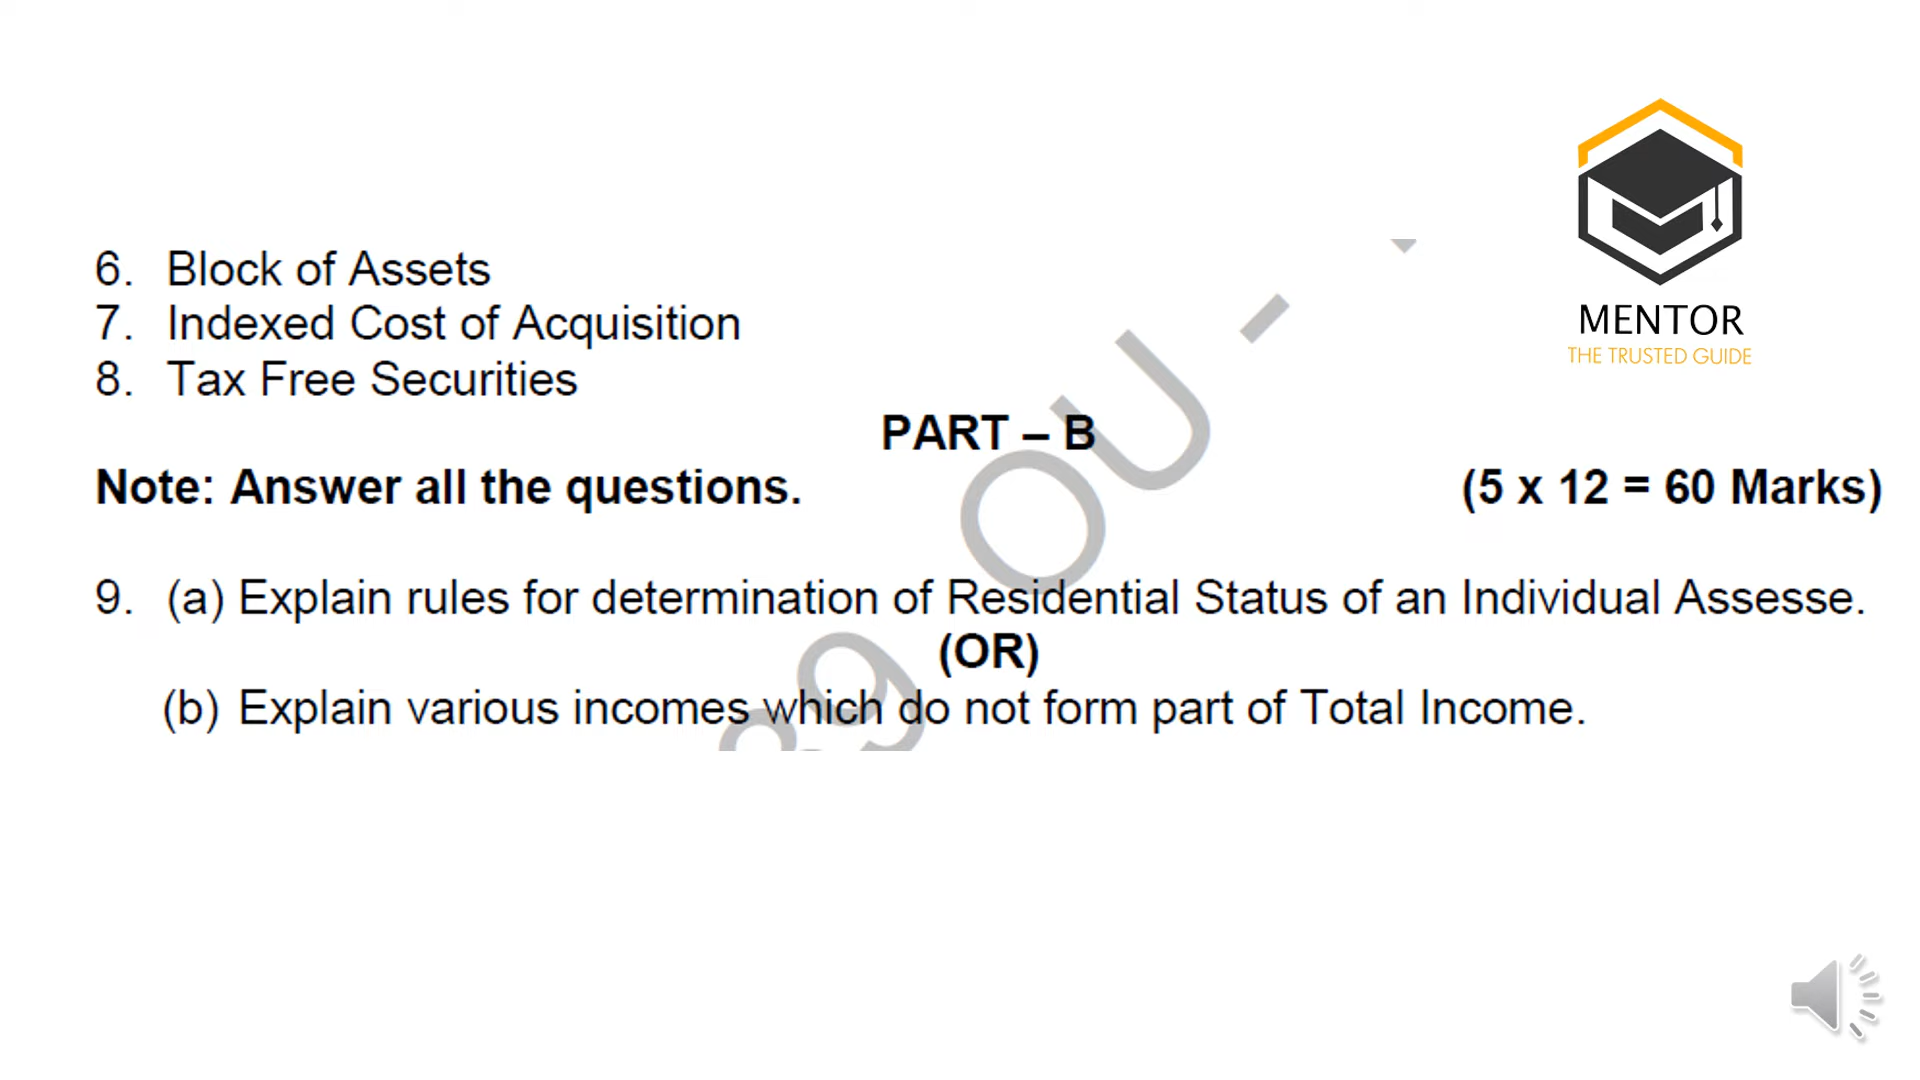 MENTOR
THE TRUSTED GUIDE
6. Block of Assets
7. Indexed Cost of Acquisition
8. Tax Free Securities
PART – B
Note: Answer all the questions. (5 x 12 = 60 Marks)
9. (a) Explain rules for determination of Residential Status of an Individual Assesse.
(OR)
(b) Explain various incomes which do not form part of Total Income.
9 OU -